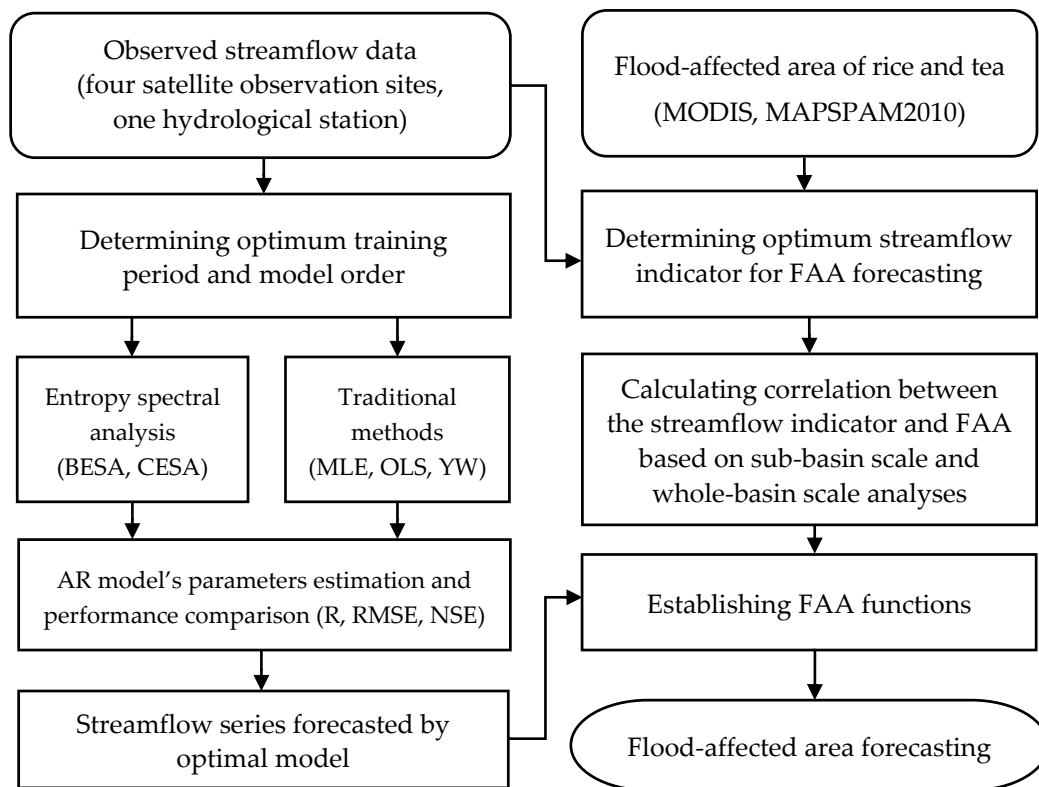 Observed streamflow data
(four satellite observation sites,
one hydrological station)
Determining optimum training
period and model order
Entropy spectral
analysis
(BESA, CESA)
Traditional
methods
(MLE, OLS, YW)
AR model’s parameters estimation and
performance comparison (R, RMSE, NSE)
Streamflow series forecasted by
optimal model
Flood-affected area of rice and tea
(MODIS, MAPSPAM2010)
Determining optimum streamflow
indicator for FAA forecasting
Calculating correlation between
the streamflow indicator and FAA
based on sub-basin scale and
whole-basin scale analyses
Establishing FAA functions
Flood-affected area forecasting